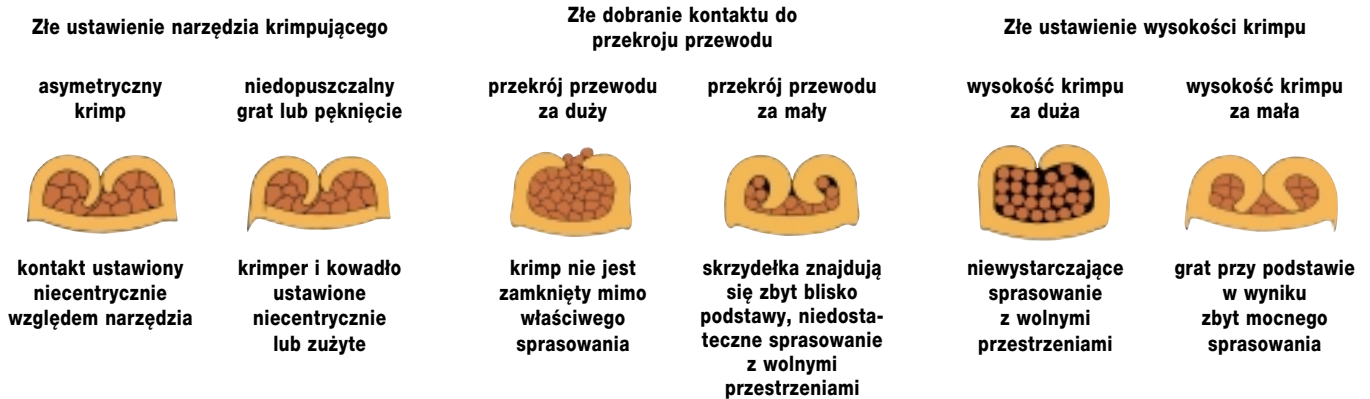 Złe ustawienie narzędzia krimpującego
asymetryczny
krimp
kontakt ustawiony
niecentrycznie
względem narzędzia
niedopuszczalny
grat lub pęknięcie
krimper i kowadło
ustawione
niecentrycznie
lub zużyte
Złe dobranie kontaktu do
przekroju przewodu
przekrój przewodu
za duży
krimp nie jest
zamknięty mimo
właściwego
sprasowania
przekrój przewodu
za mały
skrzydełka znajdują
się zbyt blisko
podstawy, niedosta-
teczne sprasowanie
z wolnymi
przestrzeniami
Złe ustawienie wysokości krimpu
wysokość krimpu
za duża
niewystarczające
sprasowanie
z wolnymi
przestrzeniami
wysokość krimpu
za mała
grat przy podstawie
w wyniku
zbyt mocnego
sprasowania